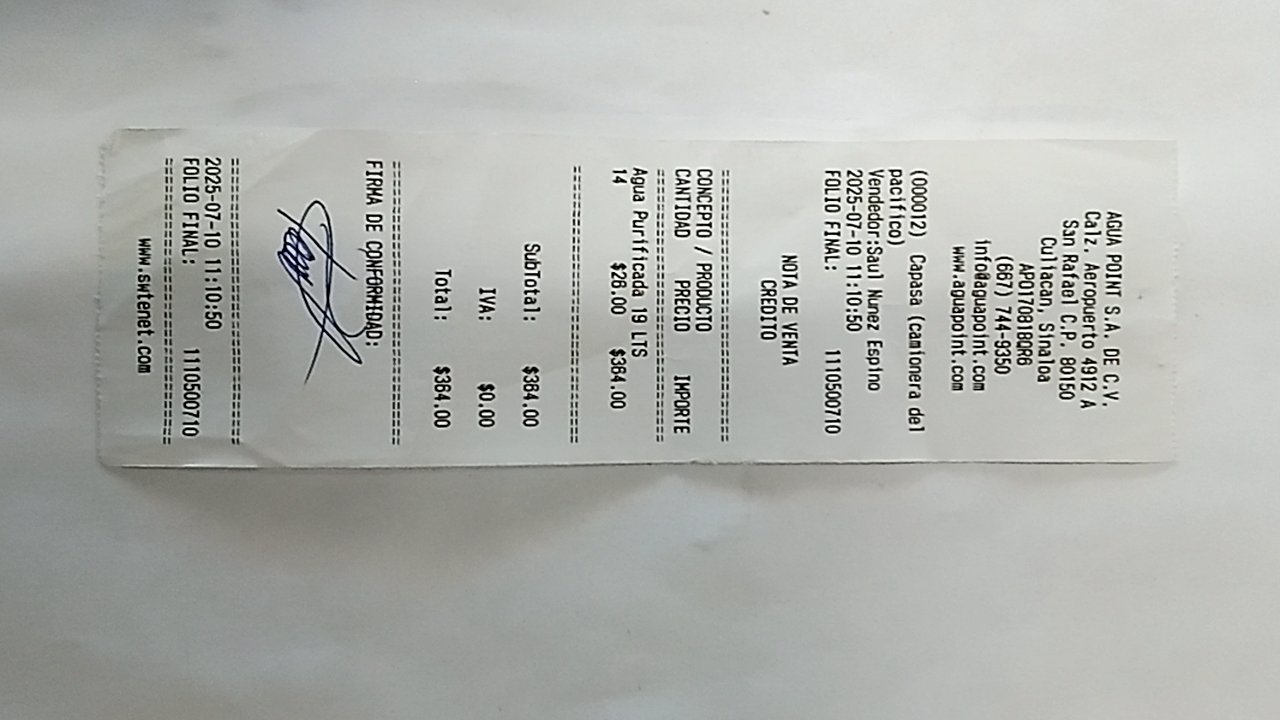 AGUA POINT S.A. DE C.V.
Calz. Aeropuerto 4912 A
San Rafael C.P. 80150
Culiacan, Sinaloa
APO170818QR6
(667) 744-9350
info@aguapoint.com
www.aguapoint.com
(000012) Capasa (camionera del
pacifico)
Vendedor:Saul Nunez Espino
2025-07-10 11:10:50
FOLIO FINAL: 1110500710
NOTA DE VENTA
CREDITO
==============================
CONCEPTO / PRODUCTO
CANTIDAD PRECIO IMPORTE
==============================
Agua Purificada 19 LTS
14 $26.00 $364.00
==============================
SubTotal: $364.00
IVA: $0.00
Total: $364.00
==============================
FIRMA DE CONFORMIDAD:
==============================
2025-07-10 11:10:50
FOLIO FINAL: 1110500710
==============================
www.swtenet.com